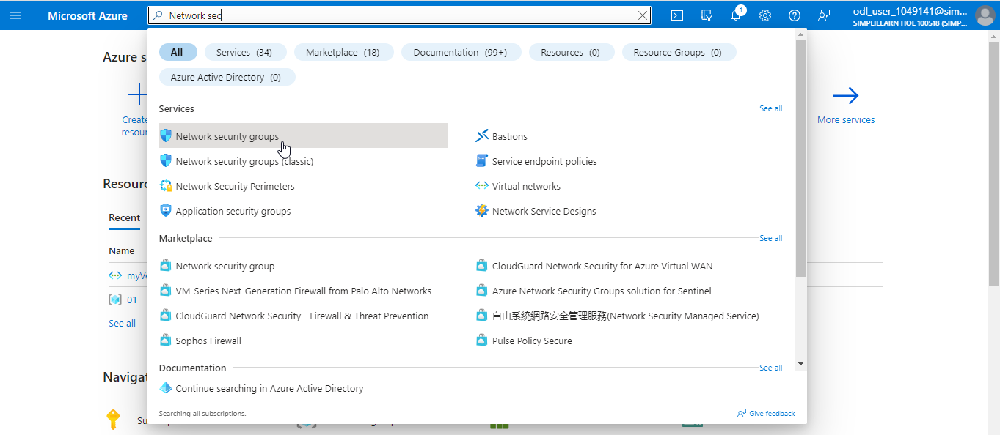 Microsoft Azure
Network sec
1
odl_user_1049141@sim...
SIMPLILEARN HOL 100518 (SIMP...
Azure s
All
Services (34)
Marketplace (18)
Documentation (99+)
Resources (0)
Resource Groups (0)
Azure Active Directory (0)
Create
resour
More services
Services
See all
Network security groups
Bastions
Network security groups (classic)
Service endpoint policies
Network Security Perimeters
Virtual networks
Application security groups
Network Service Designs
Resourc
Recent
Name
myVe
01
See all
Marketplace
See all
Network security group
CloudGuard Network Security for Azure Virtual WAN
VM-Series Next-Generation Firewall from Palo Alto Networks
Azure Network Security Groups solution for Sentinel
CloudGuard Network Security - Firewall & Threat Prevention
自由系統網路安全管理服務(Network Security Managed Service)
Sophos Firewall
Pulse Policy Secure
Documentation
See all
Continue searching in Azure Active Directory
Searching all subscriptions.
Give feedback
Navigat
Su